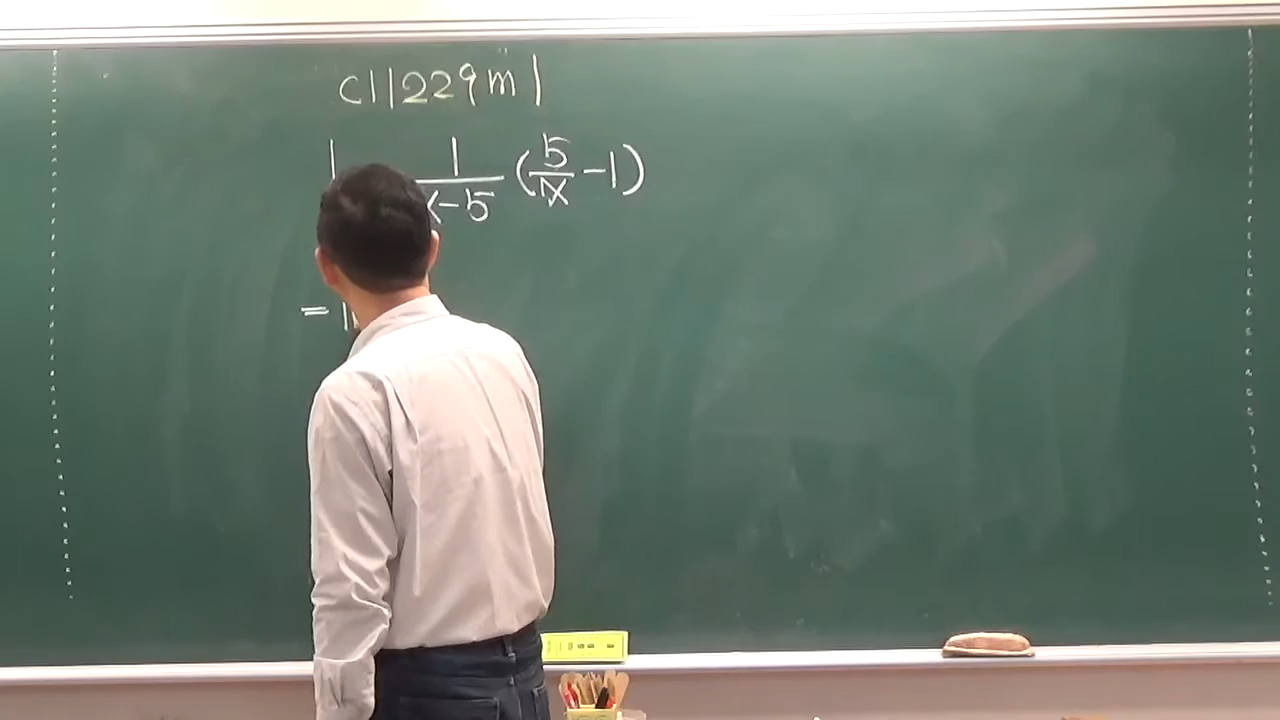 c11229m1
1/x-5 (5/x -1)
=